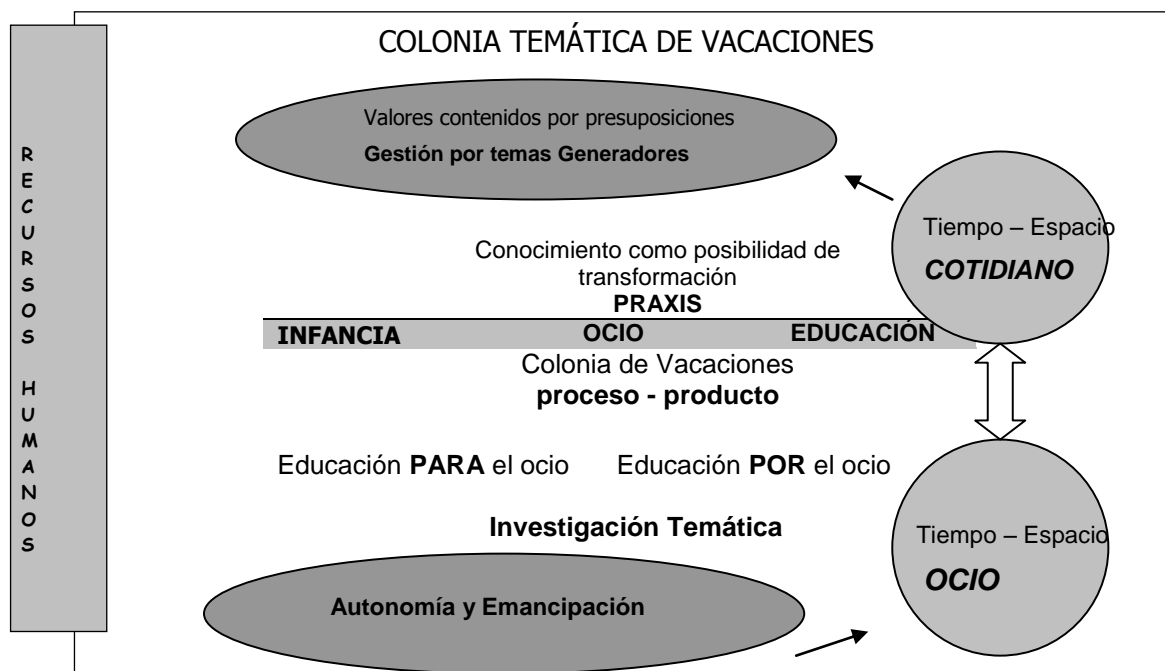 COLONIA TEMÁTICA DE VACACIONES
RECURSOS HUMANOS
Valores contenidos por presuposiciones
Gestión por temas Generadores
Tiempo – Espacio
COTIDIANO
Conocimiento como posibilidad de
transformación
PRAXIS
INFANCIA OCIO EDUCACIÓN
Colonia de Vacaciones
proceso - producto
Educación PARA el ocio Educación POR el ocio
Investigación Temática
Tiempo – Espacio
OCIO
Autonomía y Emancipación